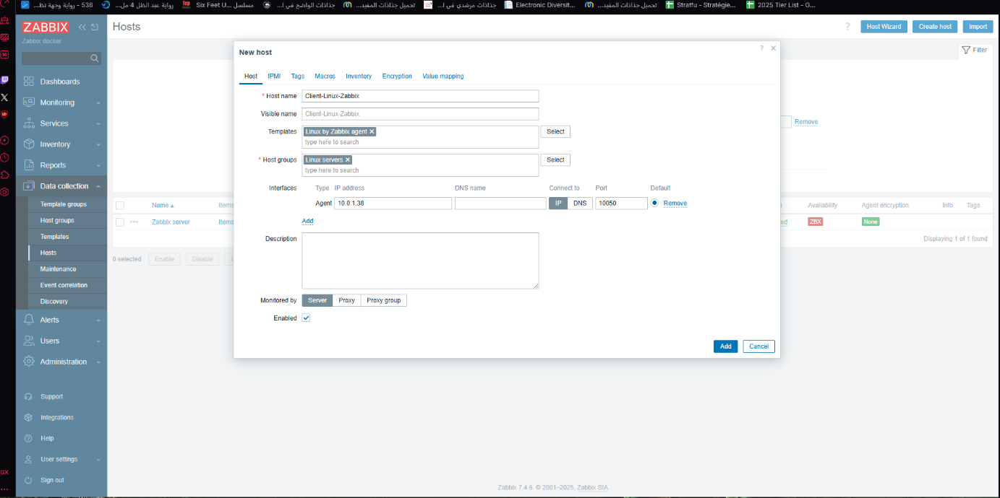 536 - رواية وجهة نظ...
رواية عبد الظل 4 مل...
Six Feet U... مسلسل
جذاذات الواضح في ا...
تحميل جذاذات المفيد...
جذاذات مرشدي في ا...
Electronic Diversit...
تحميل جذاذات المفيد...
Stratfu - Stratégie...
2025 Tier List - G...
ZABBIX
Zabbix docker
Hosts
?
Host Wizard
Create host
Import
Filter
Dashboards
Monitoring
Services
Inventory
Reports
Data collection
Template groups
Host groups
Templates
Hosts
Maintenance
Event correlation
Discovery
Alerts
Users
Administration
Support
Integrations
Help
User settings
Sign out
GX
New host
?
Host IPMI Tags Macros Inventory Encryption Value mapping
* Host name Client-Linux-Zabbix
Visible name Client-Linux-Zabbix
Templates Linux by Zabbix agent Select
type here to search
* Host groups Linux servers Select
type here to search
Interfaces Type IP address DNS name Connect to Port Default
Agent 10.0.1.38 IP DNS 10050 Remove
Add
Description
Monitored by Server Proxy Proxy group
Enabled
Add Cancel
Remove
Name Items Availability Agent encryption Info Tags
Zabbix server Items ed ZBX None
Displaying 1 of 1 found
0 selected Enable Disable
Zabbix 7.4.6. © 2001–2025, Zabbix SIA